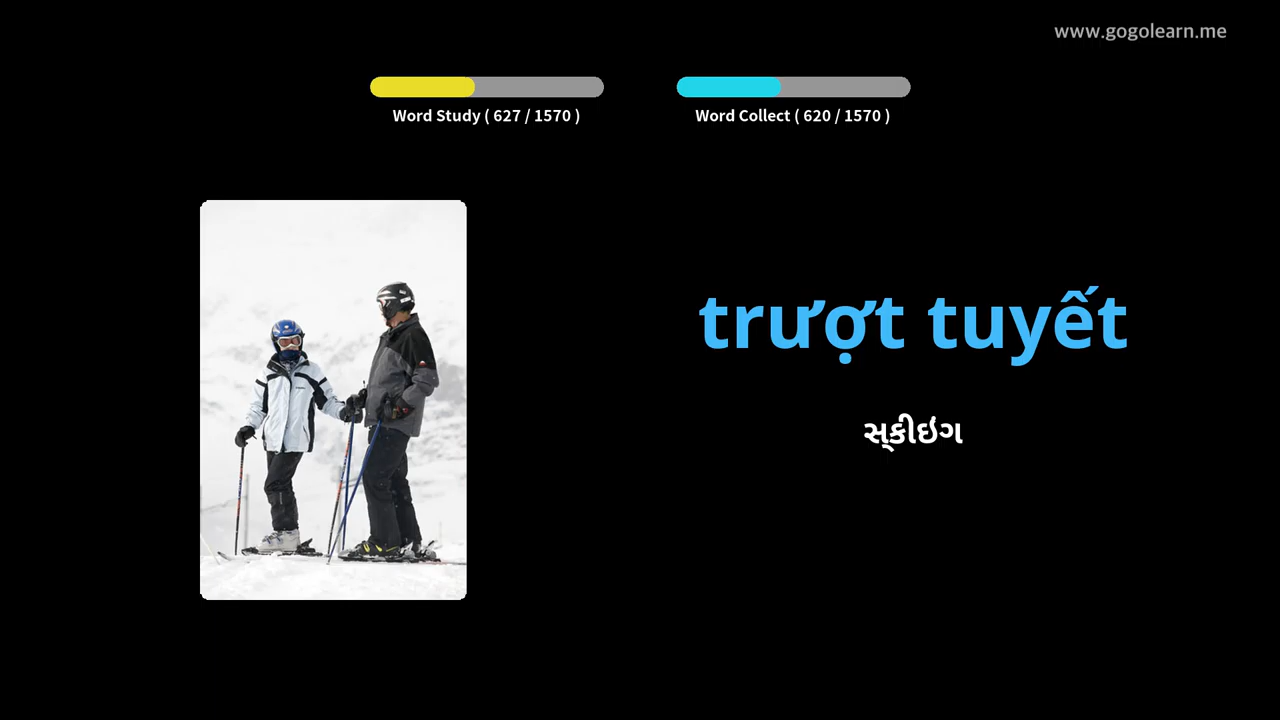 www.gogolearn.me
Word Study ( 627 / 1570 )
Word Collect ( 620 / 1570 )
trượt tuyết
સ્કીઇંગ